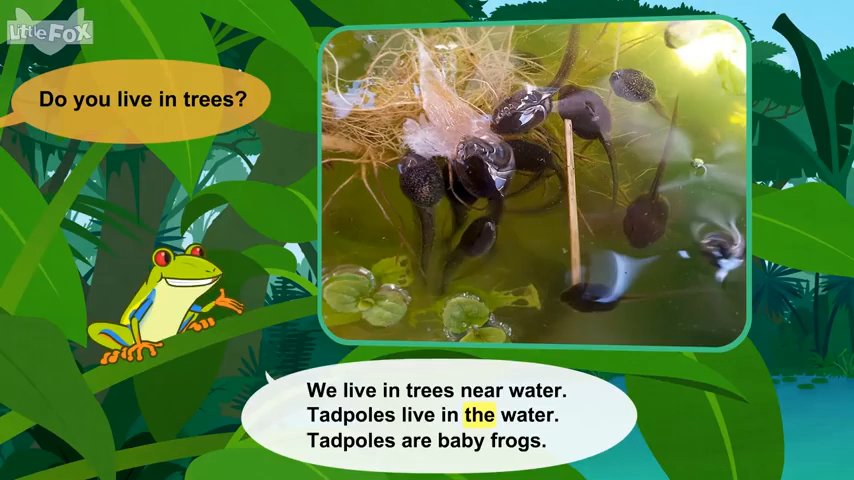 Little Fox
Do you live in trees?
We live in trees near water.
Tadpoles live in the water.
Tadpoles are baby frogs.